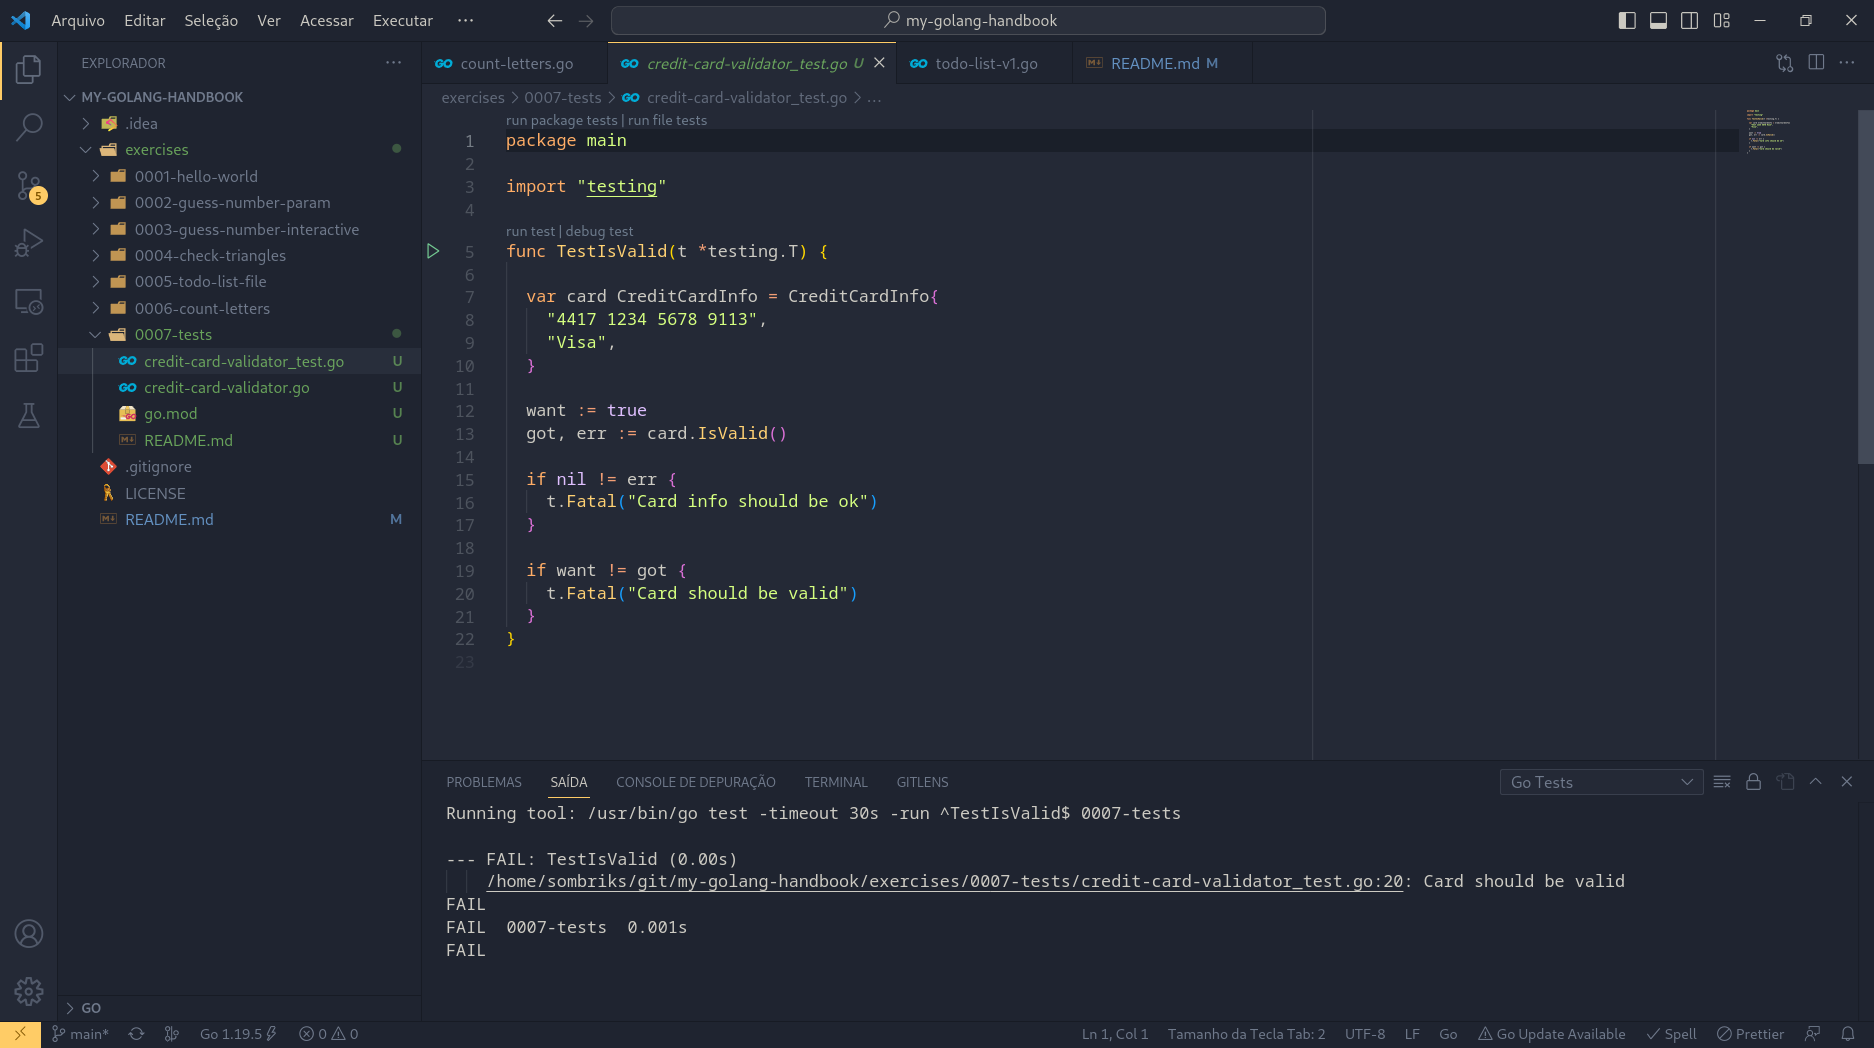 Arquivo Editar Seleção Ver Acessar Executar ··· my-golang-handbook
EXPLORADOR ···
MY-GOLANG-HANDBOOK
.idea
exercises
0001-hello-world
0002-guess-number-param
0003-guess-number-interactive
0004-check-triangles
0005-todo-list-file
0006-count-letters
0007-tests
GO credit-card-validator_test.go U
GO credit-card-validator.go U
go.mod U
README.md U
.gitignore
LICENSE
README.md M
GO
5
GO count-letters.go GO credit-card-validator_test.go U GO todo-list-v1.go README.md M
exercises > 0007-tests > GO credit-card-validator_test.go > ...
run package tests | run file tests
1 package main
2
3 import "testing"
4
run test | debug test
5 func TestIsValid(t *testing.T) {
6
7 var card CreditCardInfo = CreditCardInfo{
8 "4417 1234 5678 9113",
9 "Visa",
10 }
11
12 want := true
13 got, err := card.IsValid()
14
15 if nil != err {
16 t.Fatal("Card info should be ok")
17 }
18
19 if want != got {
20 t.Fatal("Card should be valid")
21 }
22 }
23
PROBLEMAS SAÍDA CONSOLE DE DEPURAÇÃO TERMINAL GITLENS Go Tests
Running tool: /usr/bin/go test -timeout 30s -run ^TestIsValid$ 0007-tests
--- FAIL: TestIsValid (0.00s)
/home/sombriks/git/my-golang-handbook/exercises/0007-tests/credit-card-validator_test.go:20: Card should be valid
FAIL
FAIL 0007-tests 0.001s
FAIL
main* Go 1.19.5 0 0 Ln 1, Col 1 Tamanho da Tecla Tab: 2 UTF-8 LF Go Go Update Available Spell Prettier